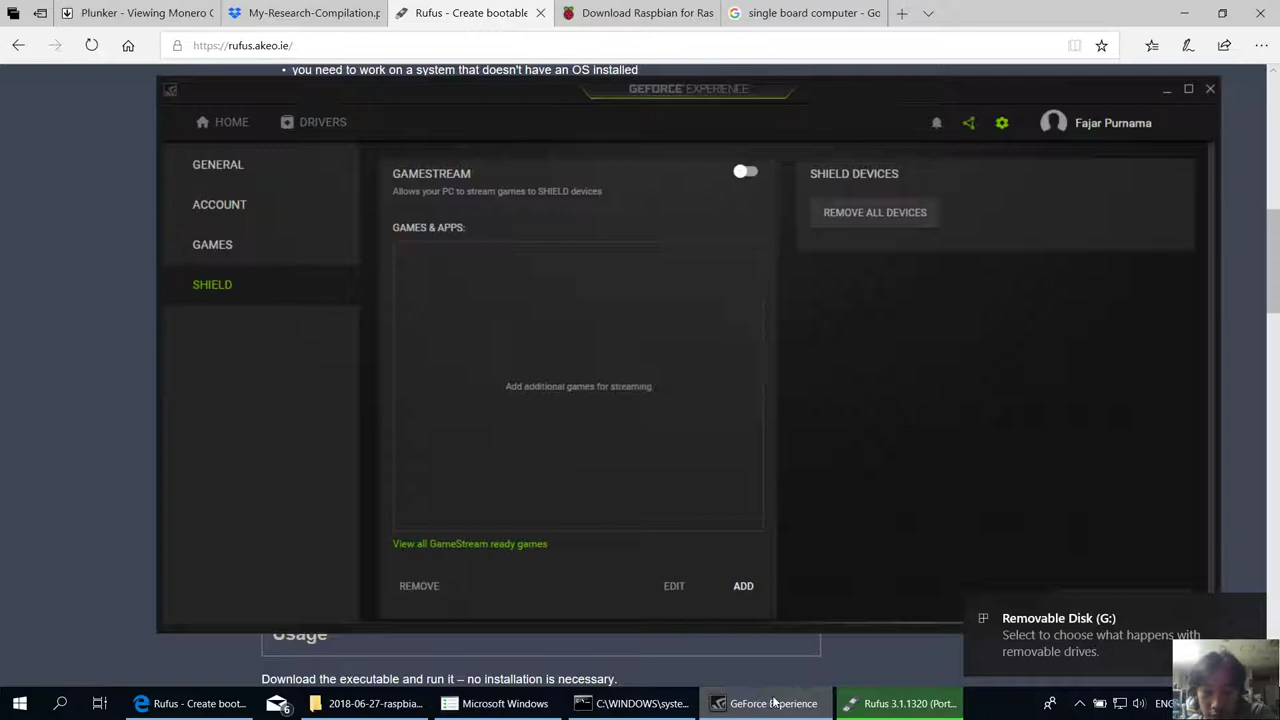 Plunker - Viewing Monero C
My-Research-Compilation.p
Rufus - Create bootable
Download Raspbian for Ras
single board computer - Go
https://rufus.akeo.ie/
• you need to work on a system that doesn't have an OS installed
GEFORCE EXPERIENCE
HOME
DRIVERS
Fajar Purnama
GENERAL
ACCOUNT
GAMES
SHIELD
GAMESTREAM
Allows your PC to stream games to SHIELD devices
GAMES & APPS:
Add additional games for streaming
View all GameStream ready games
REMOVE
EDIT
ADD
SHIELD DEVICES
REMOVE ALL DEVICES
Removable Disk (G:)
Select to choose what happens with
removable drives.
Usage
Download the executable and run it – no installation is necessary.
Rufus - Create boot...
6
2018-06-27-raspbia...
Microsoft Windows
C:\WINDOWS\syste...
GeForce Experience
Rufus 3.1.1320 (Port...
ENG